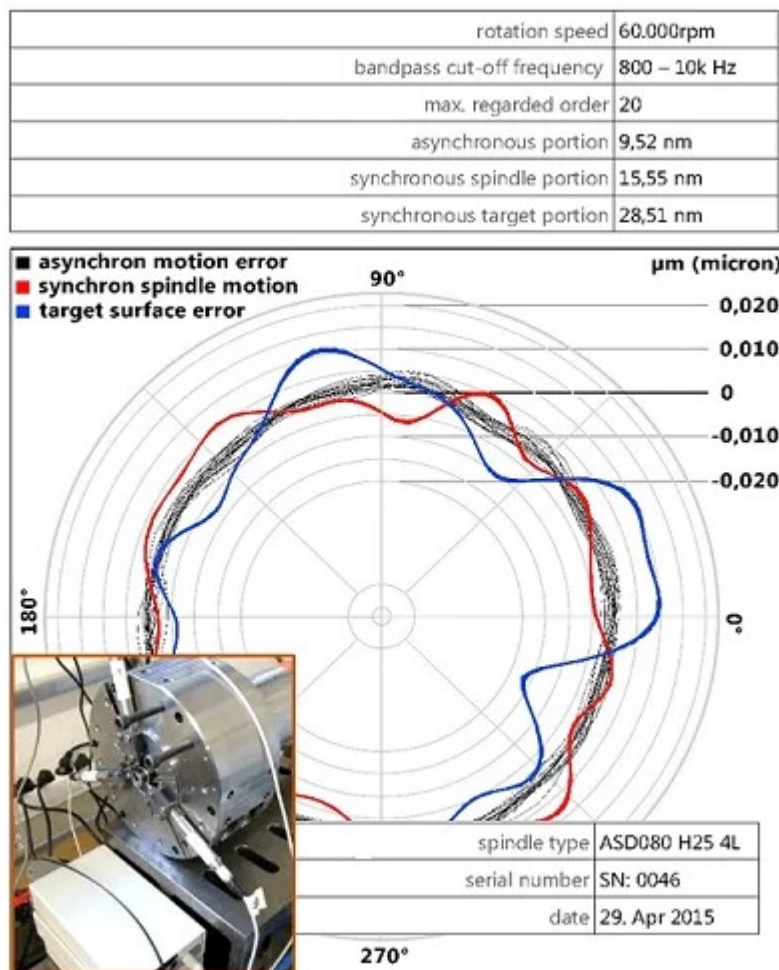 rotation speed 60.000rpm
bandpass cut-off frequency 800 – 10k Hz
max. regarded order 20
asynchronous portion 9,52 nm
synchronous spindle portion 15,55 nm
synchronous target portion 28,51 nm
asynchron motion error
synchron spindle motion
target surface error
µm (micron)
90°
0,020
0,010
0
-0,010
-0,020
180°
0°
spindle type ASD080 H25 4L
serial number SN: 0046
date 29. Apr 2015
270°